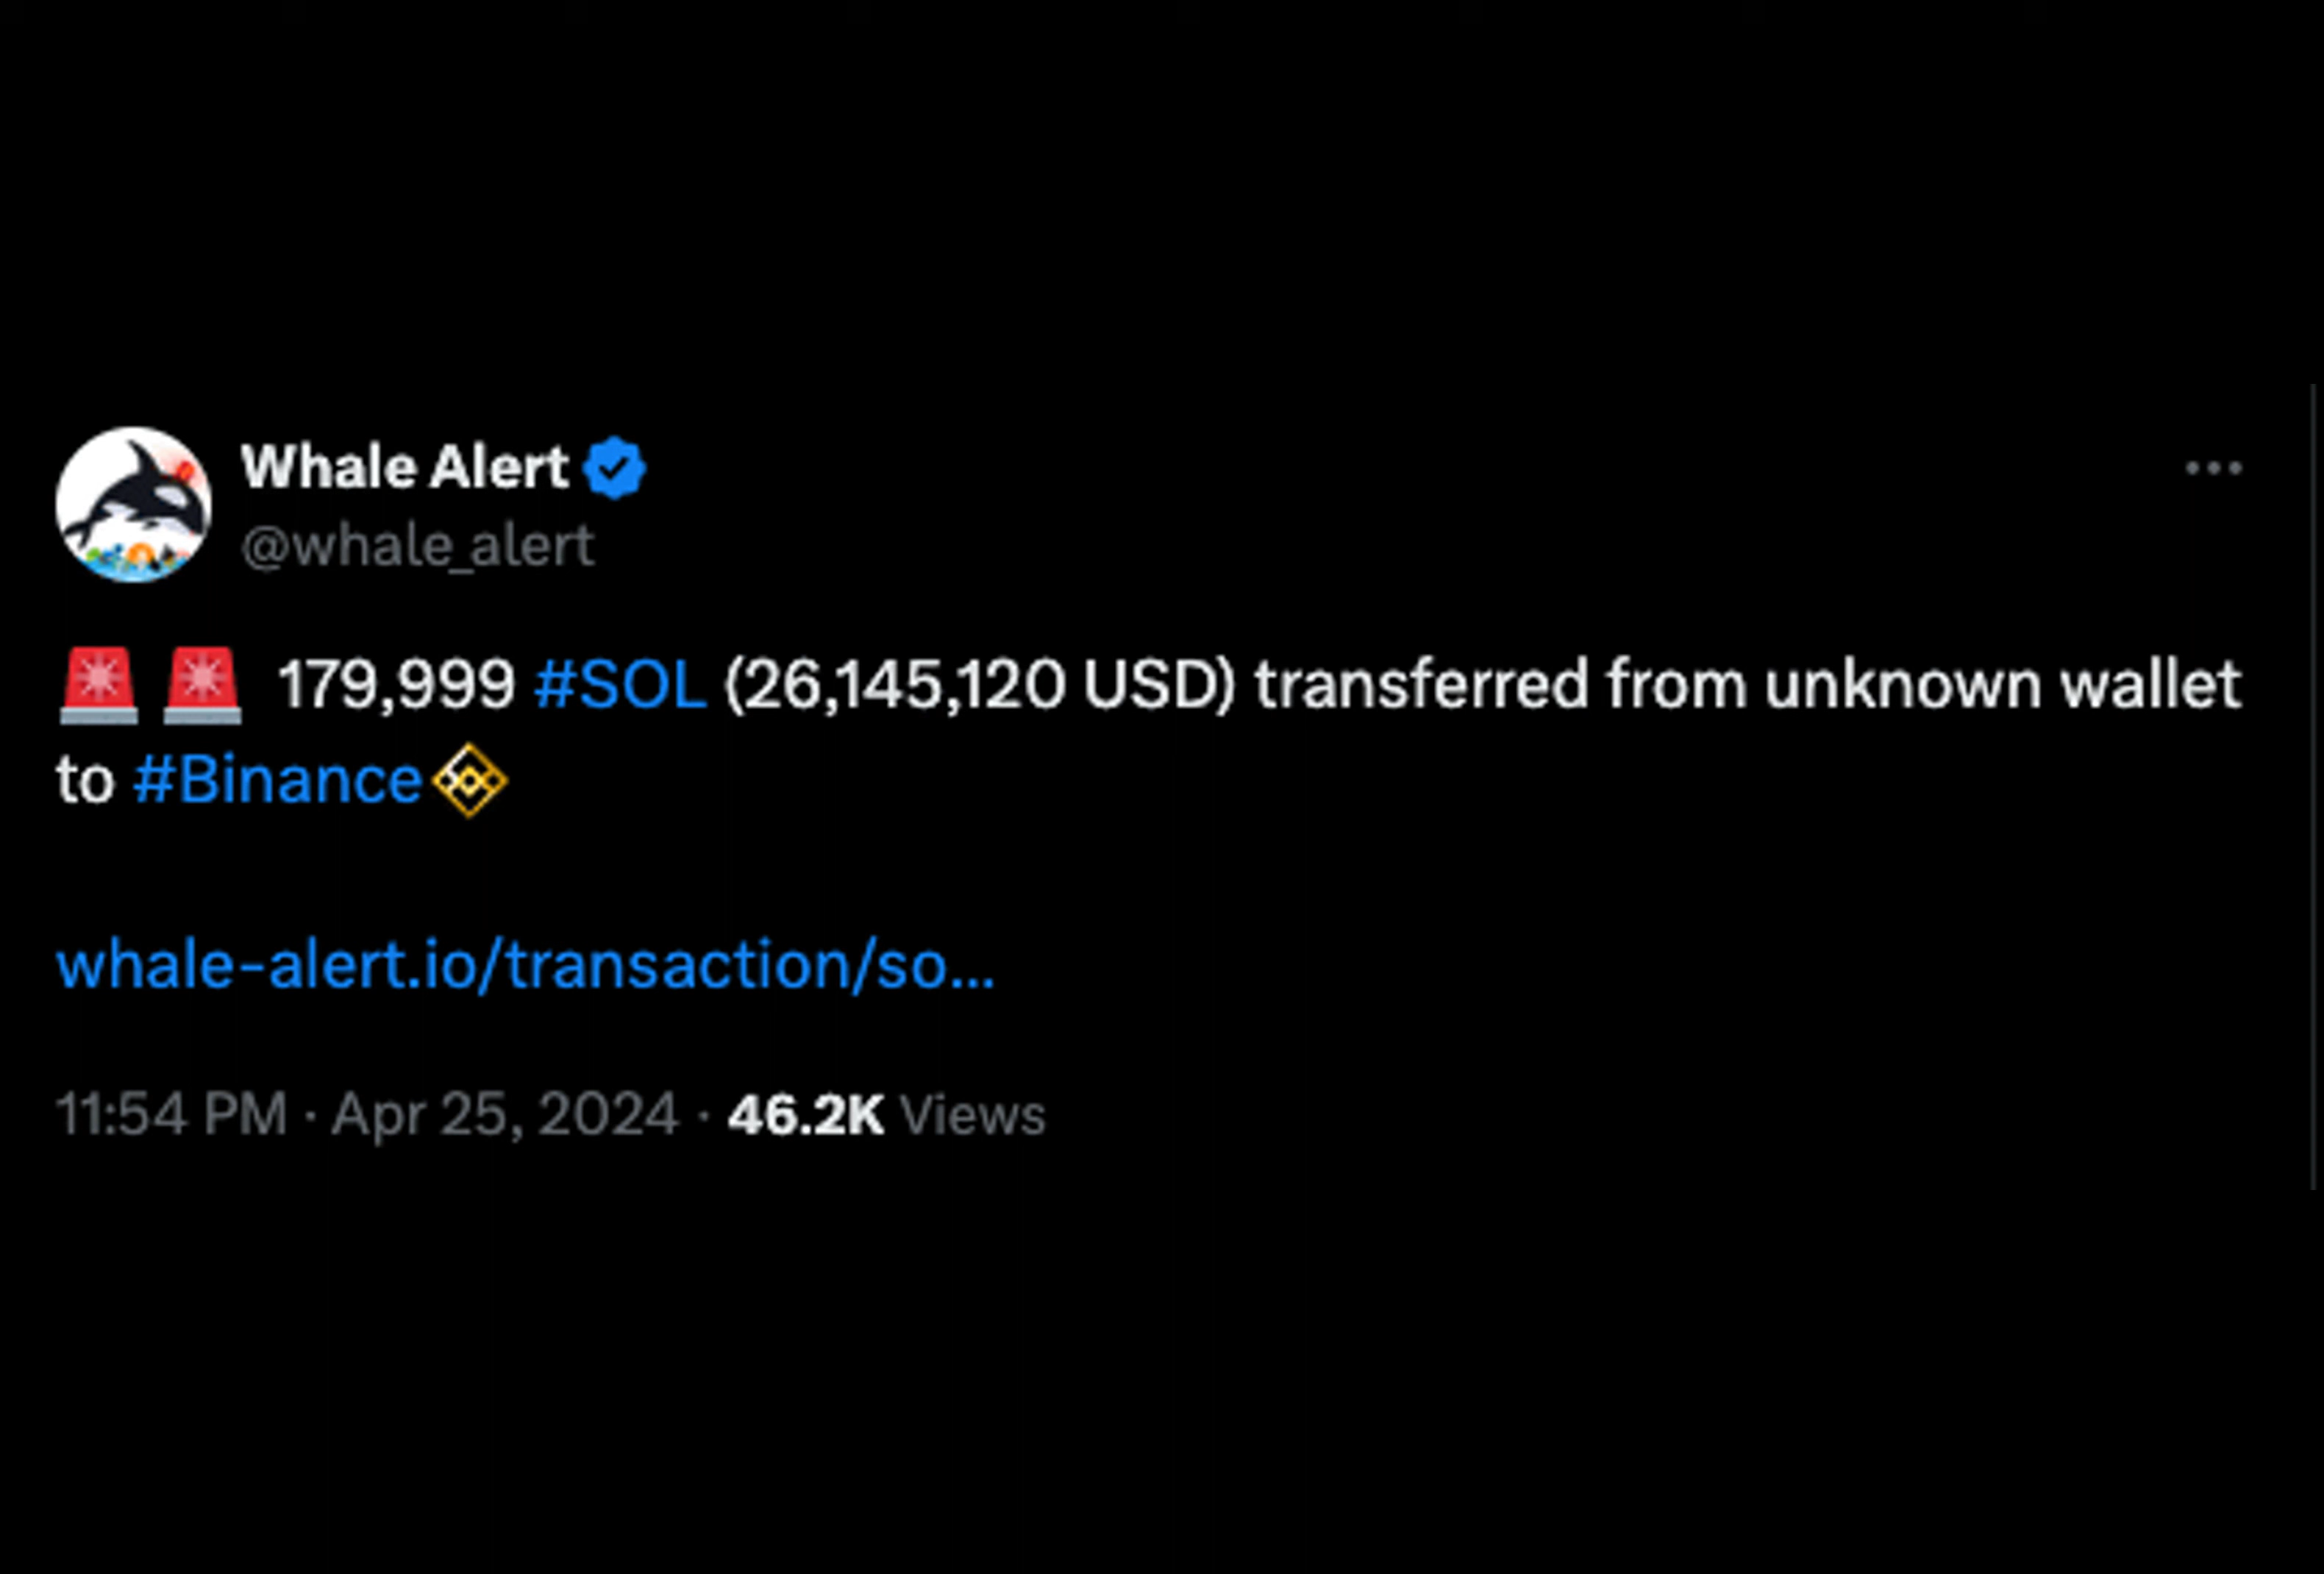 Whale Alert
@whale_alert
🚨 🚨 179,999 #SOL (26,145,120 USD) transferred from unknown wallet
to #Binance
whale-alert.io/transaction/so...
11:54 PM · Apr 25, 2024 · 46.2K Views